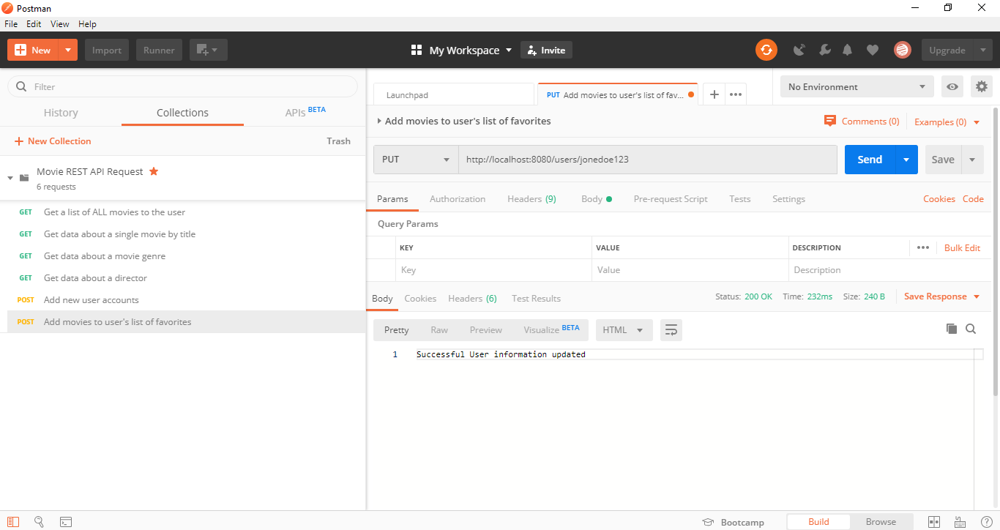 Postman
File Edit View Help
New Import Runner My Workspace Invite Upgrade
Filter
History Collections APIs BETA
+ New Collection Trash
Movie REST API Request
6 requests
GET Get a list of ALL movies to the user
GET Get data about a single movie by title
GET Get data about a movie genre
GET Get data about a director
POST Add new user accounts
POST Add movies to user's list of favorites
Launchpad PUT Add movies to user's list of fav... No Environment
Add movies to user's list of favorites Comments (0) Examples (0)
PUT http://localhost:8080/users/jonedoe123 Send Save
Params Authorization Headers (9) Body Pre-request Script Tests Settings Cookies Code
Query Params
KEY VALUE DESCRIPTION Bulk Edit
Key Value Description
Body Cookies Headers (6) Test Results Status: 200 OK Time: 232ms Size: 240 B Save Response
Pretty Raw Preview Visualize BETA HTML
1 Successful User information updated
Bootcamp Build Browse